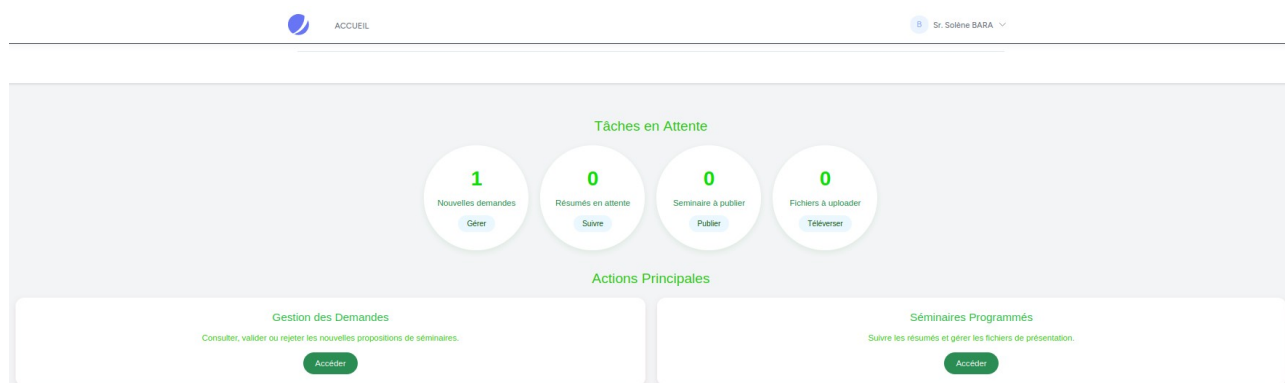 ACCUEIL
B Sr. Solène BARA
Tâches en Attente
1 0 0 0
Nouvelles demandes Résumés en attente Seminaire à publier Fichiers à uploader
Gérer Suivre Publier Téléverser
Actions Principales
Gestion des Demandes
Consulter, valider ou rejeter les nouvelles propositions de séminaires.
Accéder
Séminaires Programmés
Suivre les résumés et gérer les fichiers de présentation.
Accéder